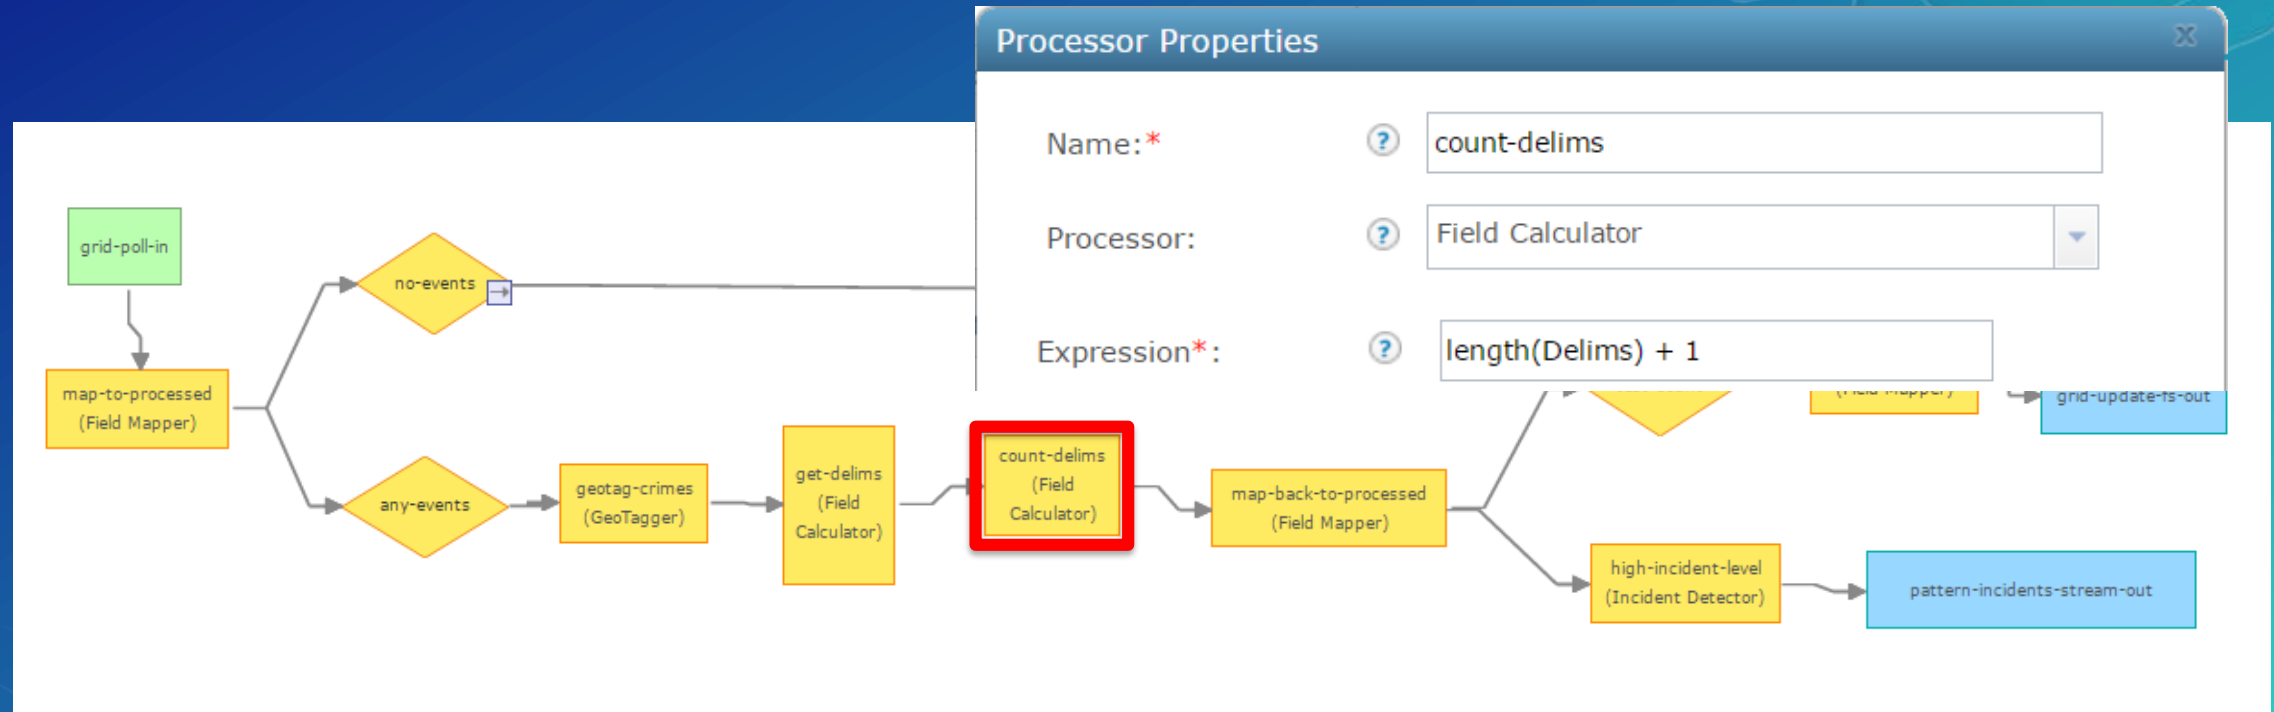 Processor Properties
Name:*
count-delims
Processor:
Field Calculator
Expression*:
length(Delims) + 1
grid-poll-in
no-events
map-to-processed
(Field Mapper)
any-events
geotag-crimes
(GeoTagger)
get-delims
(Field
Calculator)
count-delims
(Field
Calculator)
map-back-to-processed
(Field Mapper)
(Field Mapper)
grid-update-fs-out
high-incident-level
(Incident Detector)
pattern-incidents-stream-out